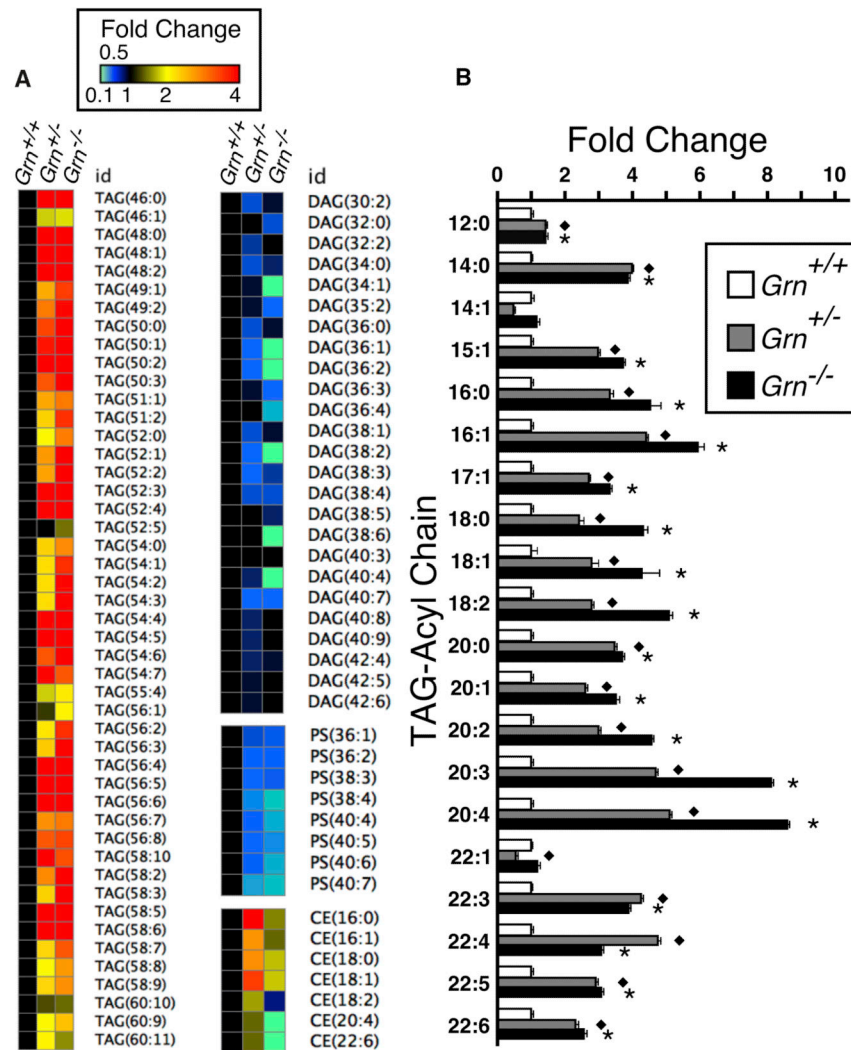 Fold Change
0.5
0.1 1 2 4
A
B
Grn+/+ Grn+/- Grn-/- id
TAG(46:0)
TAG(46:1)
TAG(48:0)
TAG(48:1)
TAG(48:2)
TAG(49:1)
TAG(49:2)
TAG(50:0)
TAG(50:1)
TAG(50:2)
TAG(50:3)
TAG(51:1)
TAG(51:2)
TAG(52:0)
TAG(52:1)
TAG(52:2)
TAG(52:3)
TAG(52:4)
TAG(52:5)
TAG(54:0)
TAG(54:1)
TAG(54:2)
TAG(54:3)
TAG(54:4)
TAG(54:5)
TAG(54:6)
TAG(54:7)
TAG(55:4)
TAG(56:1)
TAG(56:2)
TAG(56:3)
TAG(56:4)
TAG(56:5)
TAG(56:6)
TAG(56:7)
TAG(56:8)
TAG(58:10
TAG(58:2)
TAG(58:3)
TAG(58:5)
TAG(58:6)
TAG(58:7)
TAG(58:8)
TAG(58:9)
TAG(60:10)
TAG(60:9)
TAG(60:11)
Grn+/+ Grn+/- Grn-/- id
DAG(30:2)
DAG(32:0)
DAG(32:2)
DAG(34:0)
DAG(34:1)
DAG(35:2)
DAG(36:0)
DAG(36:1)
DAG(36:2)
DAG(36:3)
DAG(36:4)
DAG(38:1)
DAG(38:2)
DAG(38:3)
DAG(38:4)
DAG(38:5)
DAG(38:6)
DAG(40:3)
DAG(40:4)
DAG(40:7)
DAG(40:8)
DAG(40:9)
DAG(42:4)
DAG(42:5)
DAG(42:6)
PS(36:1)
PS(36:2)
PS(38:3)
PS(38:4)
PS(40:4)
PS(40:5)
PS(40:6)
PS(40:7)
CE(16:0)
CE(16:1)
CE(18:0)
CE(18:1)
CE(18:2)
CE(20:4)
CE(22:6)
Fold Change
0 2 4 6 8 10
TAG-Acyl Chain
12:0
14:0
14:1
15:1
16:0
16:1
17:1
18:0
18:1
18:2
20:0
20:1
20:2
20:3
20:4
22:1
22:3
22:4
22:5
22:6
Grn+/+
Grn+/-
Grn-/-